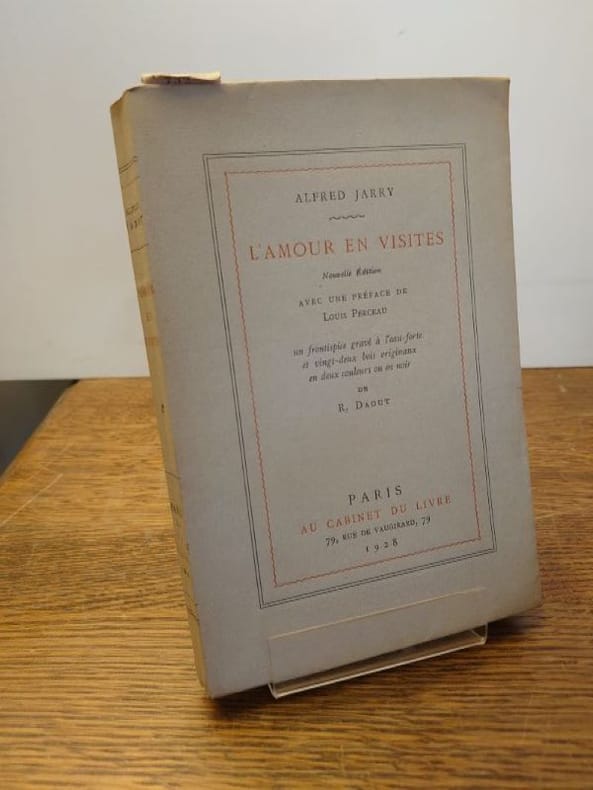 ALFRED JARRY
L'AMOUR EN VISITES
Nouvelle Édition
AVEC UNE PRÉFACE DE
LOUIS PERCEAU
un frontispice gravé à l'eau-forte
et vingt-deux bois originaux
en deux couleurs ou en noir
DE
R. DAOUT
PARIS
AU CABINET DU LIVRE
79, RUE DE VAUGIRARD, 79
1928